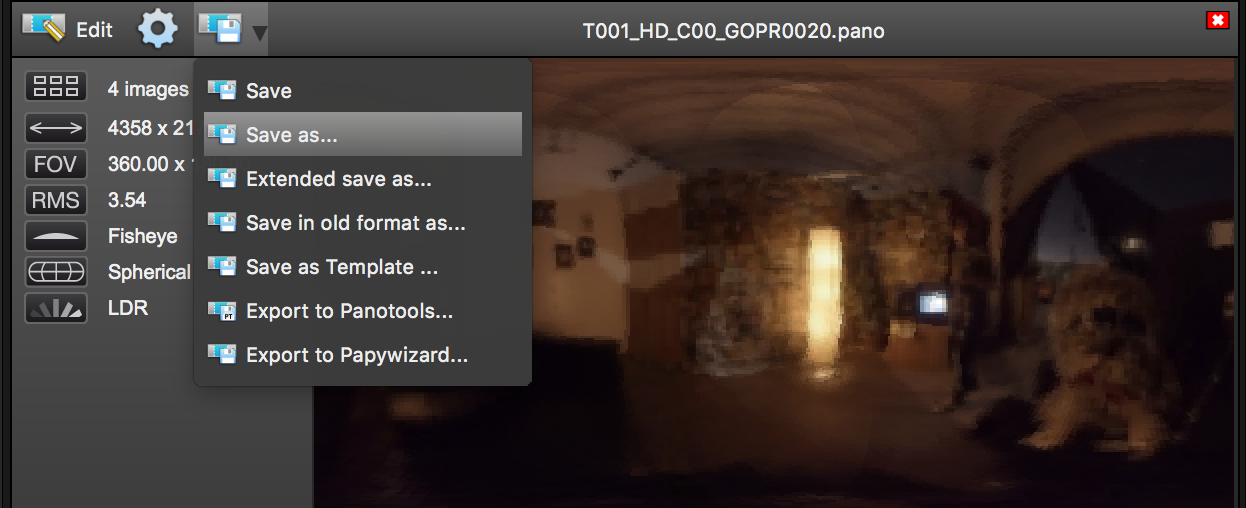 Edit
T001_HD_C00_GOPR0020.pano
4 images
4358 x 21
FOV
360.00 x
RMS
3.54
Fisheye
Spherical
LDR
Save
Save as...
Extended save as...
Save in old format as...
Save as Template ...
PT
Export to Panotools...
Export to Papywizard...